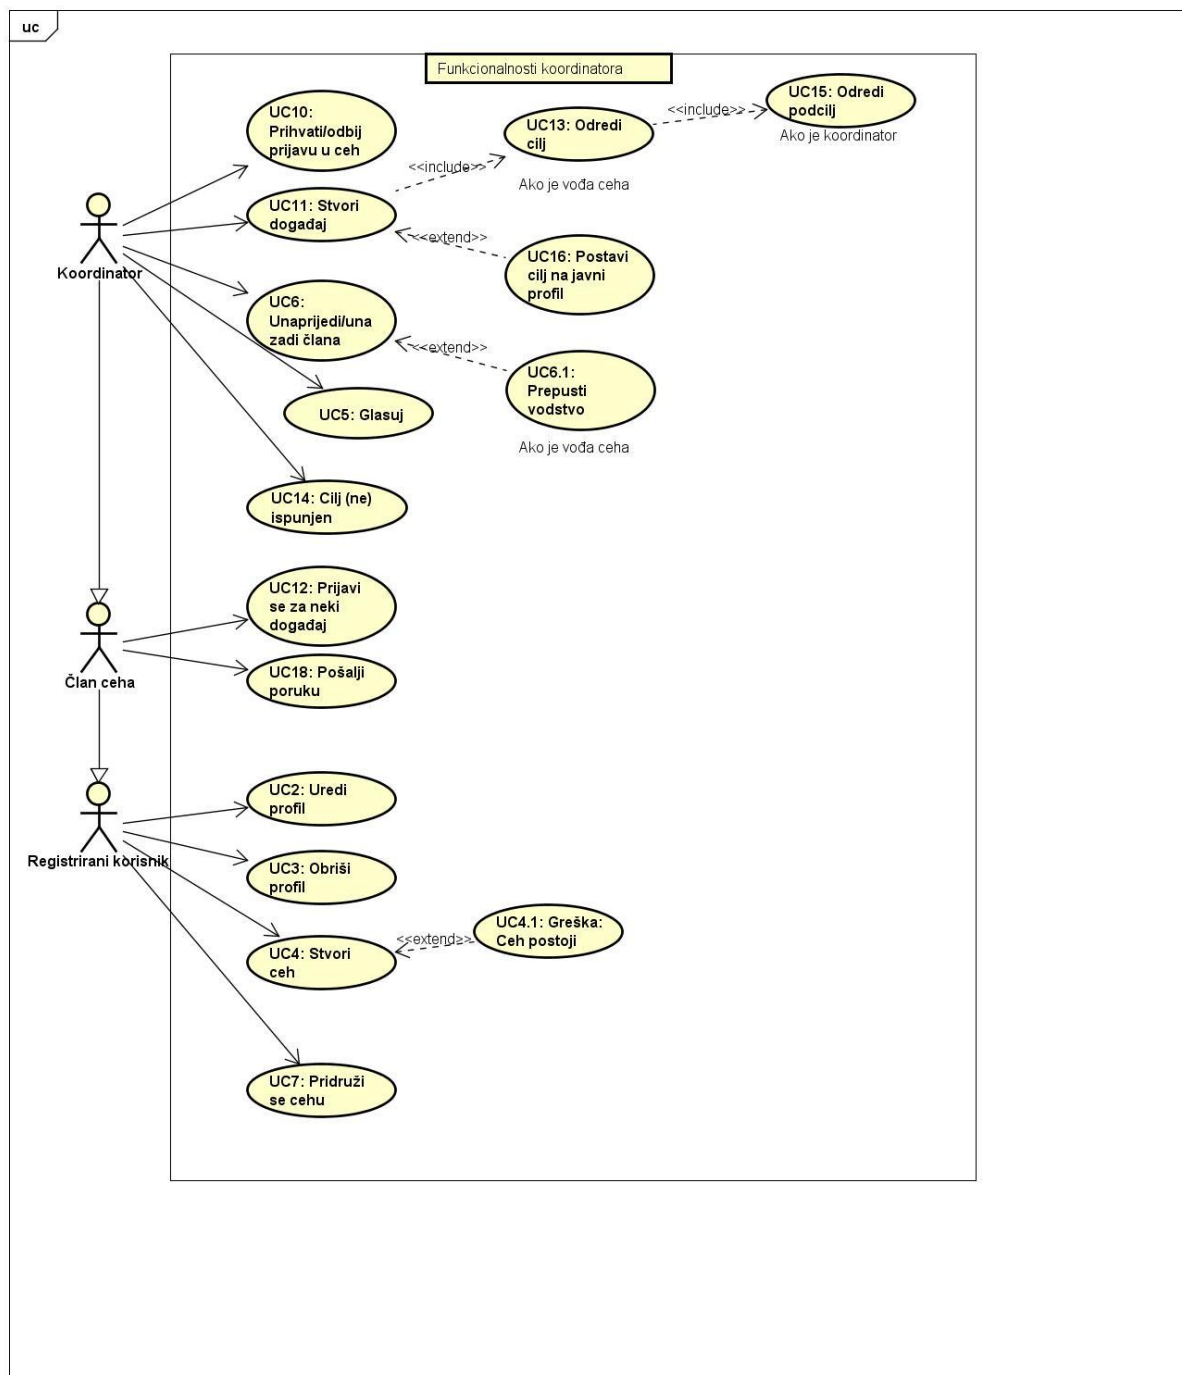 uc
Funkcionalnosti koordinatora
UC10:
Prihvati/odbij
prijavu u ceh
UC13: Odredi
cilj
<<include>>
UC15: Odredi
podcilj
Ako je koordinator
<<include>>
Ako je vođa ceha
UC11: Stvori
događaj
Koordinator
<<extend>>
UC16: Postavi
cilj na javni
profil
UC6:
Unaprijedi/una
zadi člana
<<extend>>
UC6.1:
Prepusti
vodstvo
Ako je vođa ceha
UC5: Glasuj
UC14: Cilj (ne)
ispunjen
UC12: Prijavi
se za neki
događaj
Član ceha
UC18: Pošalji
poruku
UC2: Uredi
profil
Registrirani korisnik
UC3: Obriši
profil
UC4: Stvori
ceh
<<extend>>
UC4.1: Greška:
Ceh postoji
UC7: Pridruži
se cehu